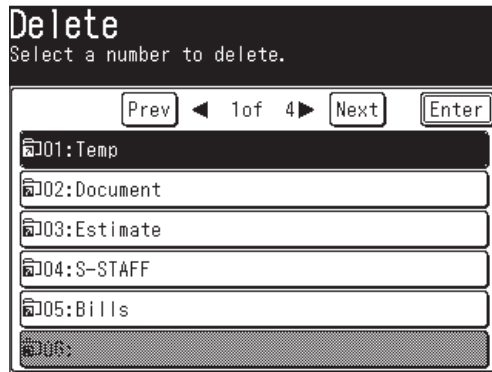 Delete
Select a number to delete.
Prev ◀ 1of 4▶ Next Enter
01:Temp
02:Document
03:Estimate
04:S-STAFF
05:Bills
06: